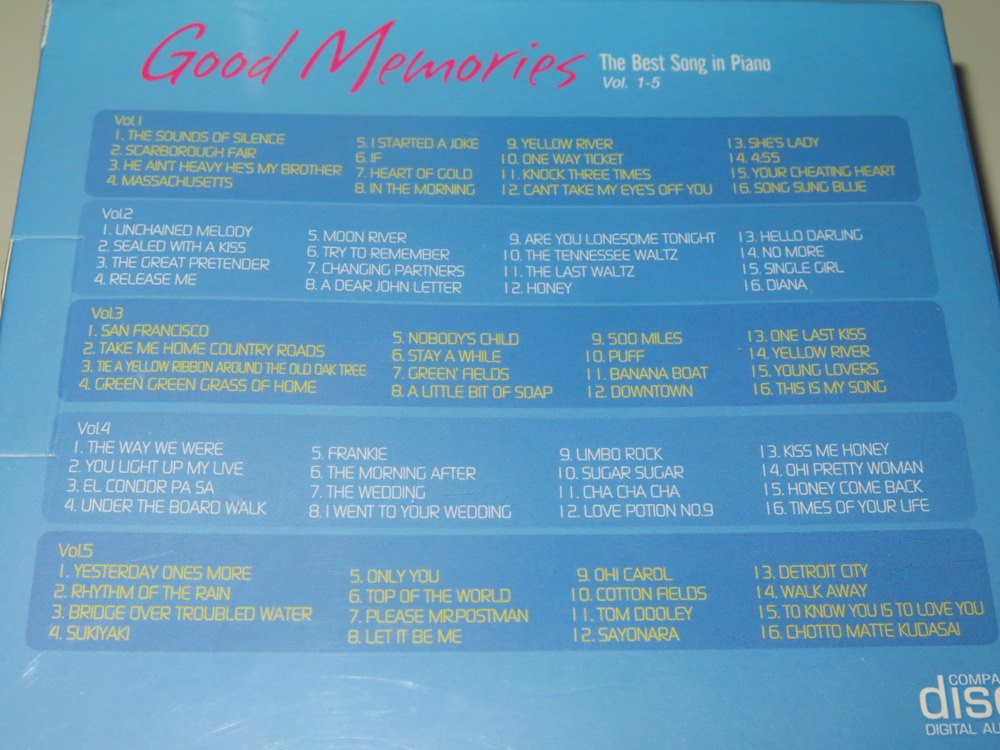 Good Memories
The Best Song in Piano
Vol. 1-5
Vol.1
1. THE SOUNDS OF SILENCE
2. SCARBOROUGH FAIR
3. HE AIN'T HEAVY HE'S MY BROTHER
4. MASSACHUSETTS
5. I STARTED A JOKE
6. IF
7. HEART OF GOLD
8. IN THE MORNING
9. YELLOW RIVER
10. ONE WAY TICKET
11. KNOCK THREE TIMES
12. CAN'T TAKE MY EYE'S OFF YOU
13. SHE'S LADY
14. 4:55
15. YOUR CHEATING HEART
16. SONG SUNG BLUE
Vol.2
1. UNCHAINED MELODY
2. SEALED WITH A KISS
3. THE GREAT PRETENDER
4. RELEASE ME
5. MOON RIVER
6. TRY TO REMEMBER
7. CHANGING PARTNERS
8. A DEAR JOHN LETTER
9. ARE YOU LONESOME TONIGHT
10. THE TENNESSEE WALTZ
11. THE LAST WALTZ
12. HONEY
13. HELLO DARLING
14. NO MORE
15. SINGLE GIRL
16. DIANA
Vol.3
1. SAN FRANCISCO
2. TAKE ME HOME COUNTRY ROADS
3. TIE A YELLOW RIBBON AROUND THE OLD OAK TREE
4. GREEN GREEN GRASS OF HOME
5. NOBODY'S CHILD
6. STAY A WHILE
7. GREEN' FIELDS
8. A LITTLE BIT OF SOAP
9. 500 MILES
10. PUFF
11. BANANA BOAT
12. DOWNTOWN
13. ONE LAST KISS
14. YELLOW RIVER
15. YOUNG LOVERS
16. THIS IS MY SONG
Vol.4
1. THE WAY WE WERE
2. YOU LIGHT UP MY LIVE
3. EL CONDOR PA SA
4. UNDER THE BOARD WALK
5. FRANKIE
6. THE MORNING AFTER
7. THE WEDDING
8. I WENT TO YOUR WEDDING
9. LIMBO ROCK
10. SUGAR SUGAR
11. CHA CHA CHA
12. LOVE POTION NO.9
13. KISS ME HONEY
14. OH! PRETTY WOMAN
15. HONEY COME BACK
16. TIMES OF YOUR LIFE
Vol.5
1. YESTERDAY ONES MORE
2. RHYTHM OF THE RAIN
3. BRIDGE OVER TROUBLED WATER
4. SUKIYAKI
5. ONLY YOU
6. TOP OF THE WORLD
7. PLEASE MR.POSTMAN
8. LET IT BE ME
9. OH! CAROL
10. COTTON FIELDS
11. TOM DOOLEY
12. SAYONARA
13. DETROIT CITY
14. WALK AWAY
15. TO KNOW YOU IS TO LOVE YOU
16. CHOTTO MATTE KUDASAI
COMPA
disc
DIGITAL AU